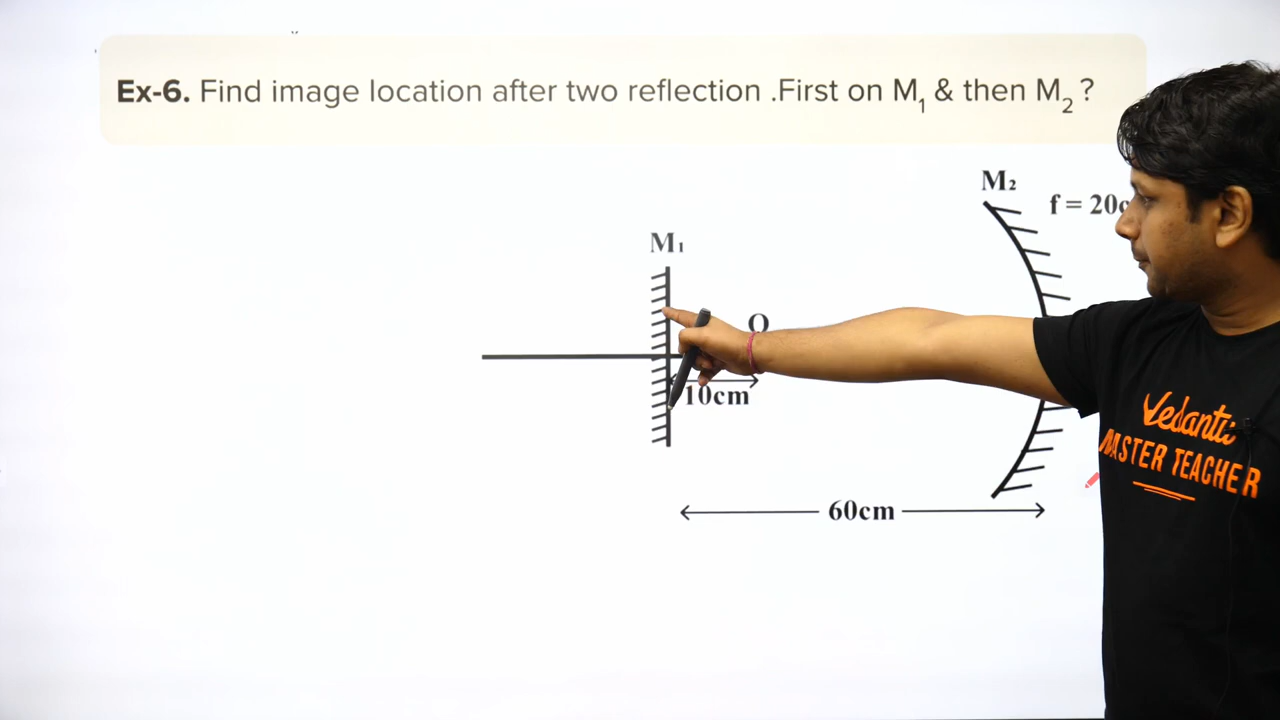 Ex-6. Find image location after two reflection .First on M₁ & then M₂ ?
M₂
f = 20c
M₁
O
10cm
60cm
Vedantu
MASTER TEACHER